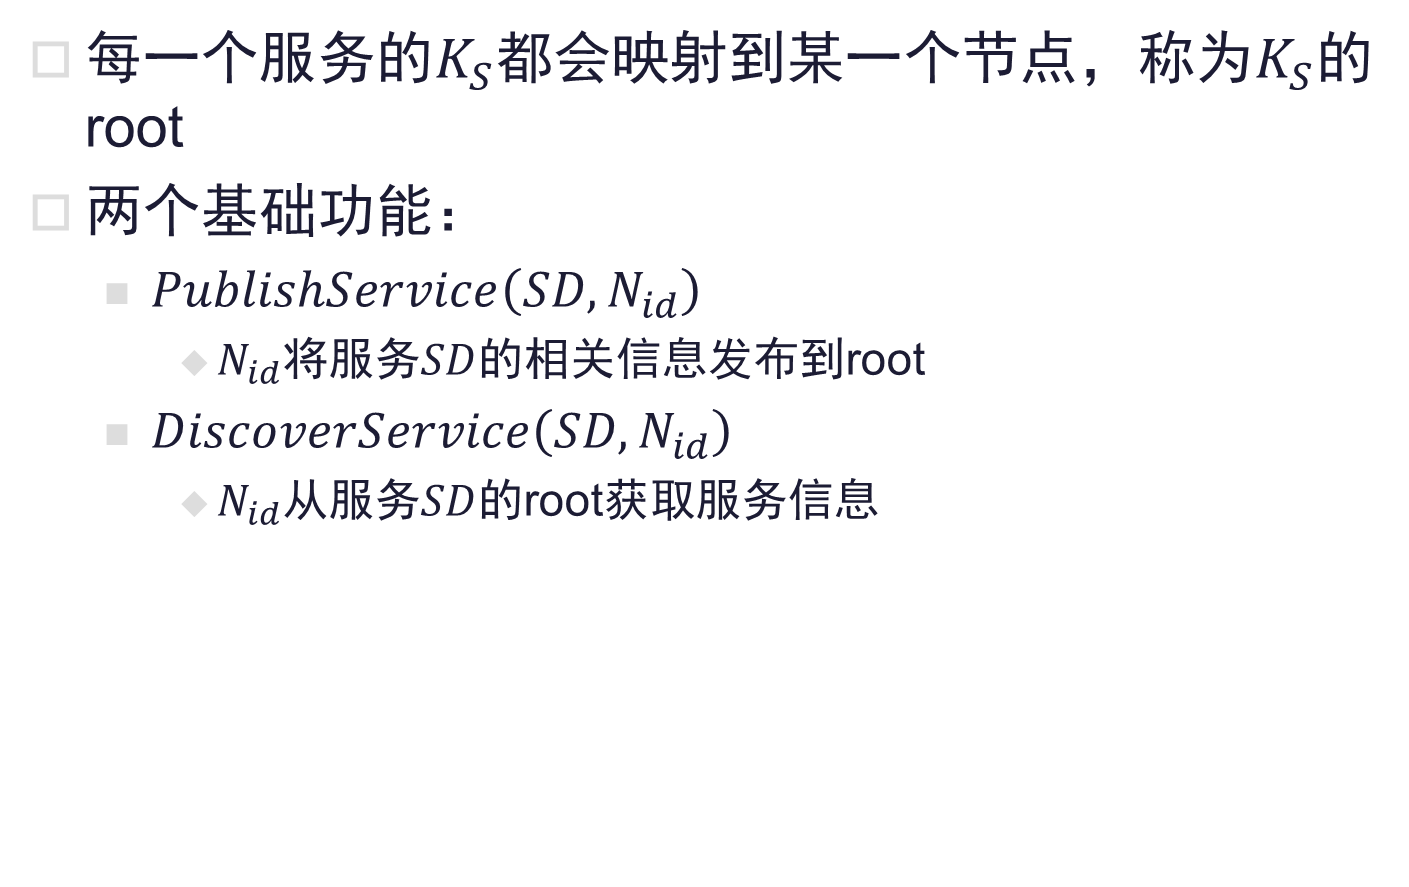 每一个服务的K_S都会映射到某一个节点，称为K_S的
root
两个基础功能：
PublishService(SD, N_id)
N_id将服务SD的相关信息发布到root
DiscoverService(SD, N_id)
N_id从服务SD的root获取服务信息